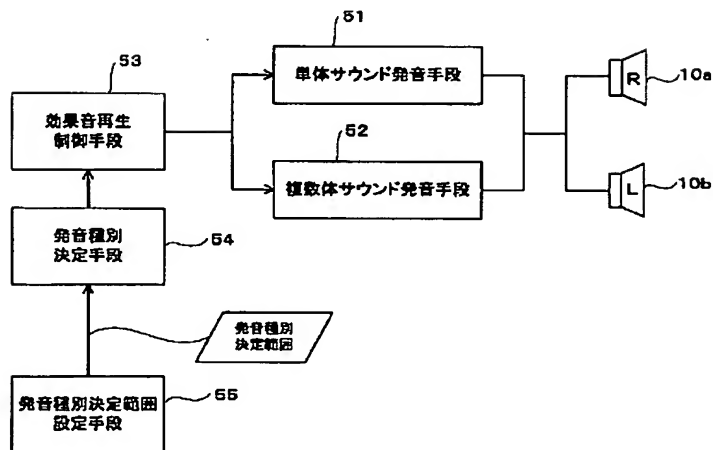 51
53
単体サウンド発音手段
R
10a
効果音再生
制御手段
52
複数体サウンド発音手段
L
10b
54
発音種別
決定手段
発音種別
決定範囲
55
発音種別決定範囲
設定手段